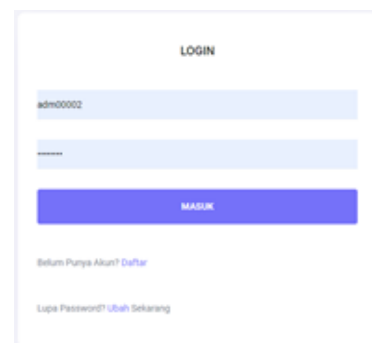 LOGIN
adm00002
MASUK
Belum Punya Akun? Daftar
Lupa Password? Ubah Sekarang